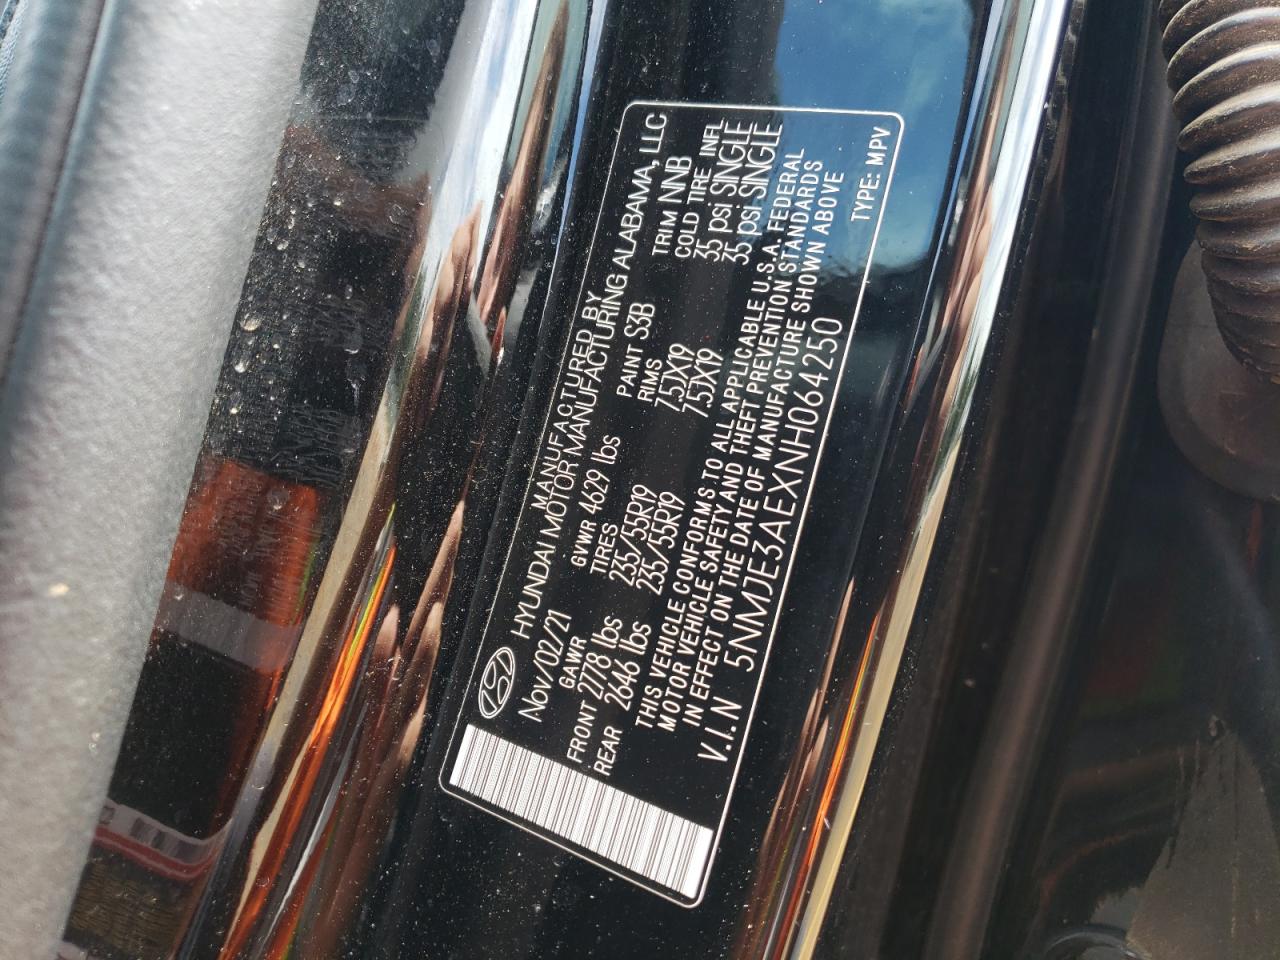 MANUFACTURED BY
HYUNDAI MOTOR MANUFACTURING ALABAMA, LLC
Nov/02/21 GVWR 4629 lbs PAINT S3B TRIM NNB
GAWR TIRES RIMS COLD TIRE INFL
FRONT 2778 lbs 235/55R19 7.5JX19 35 psi SINGLE
REAR 2646 lbs 235/55R19 7.5JX19 35 psi SINGLE
THIS VEHICLE CONFORMS TO ALL APPLICABLE U.S.A. FEDERAL
MOTOR VEHICLE SAFETY AND THEFT PREVENTION STANDARDS
IN EFFECT ON THE DATE OF MANUFACTURE SHOWN ABOVE
V.I.N 5NMJE3AEXNH064250 TYPE: MPV